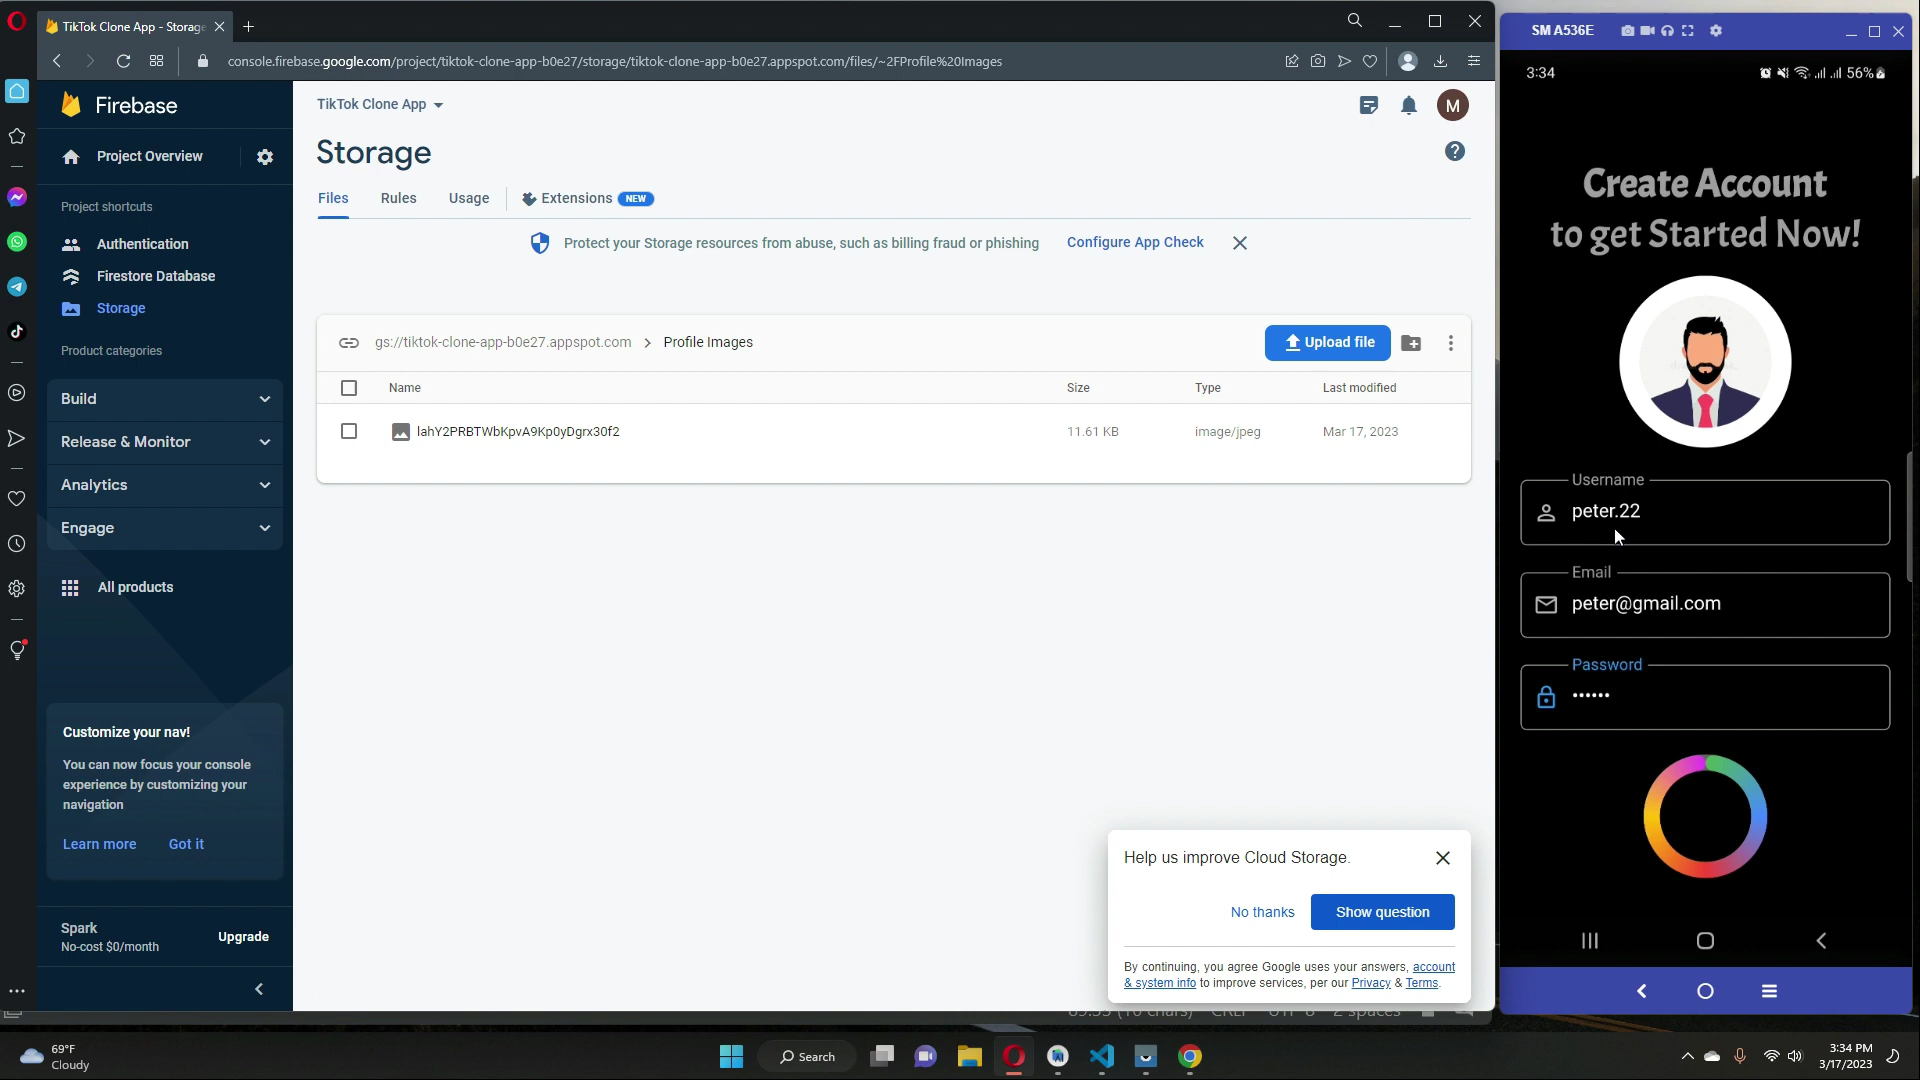 TikTok Clone App - Storage
console.firebase.google.com/project/tiktok-clone-app-b0e27/storage/tiktok-clone-app-b0e27.appspot.com/files/~2FProfile%20Images
Firebase
Project Overview
Project shortcuts
Authentication
Firestore Database
Storage
Product categories
Build
Release & Monitor
Analytics
Engage
All products
Customize your nav!
You can now focus your console
experience by customizing your
navigation
Learn more Got it
Spark
No-cost $0/month
Upgrade
TikTok Clone App
M
Storage
Files Rules Usage Extensions NEW
Protect your Storage resources from abuse, such as billing fraud or phishing Configure App Check
gs://tiktok-clone-app-b0e27.appspot.com > Profile Images
Upload file
Name Size Type Last modified
lahY2PRBTWbKpvA9Kp0yDgrx30f2 11.61 KB image/jpeg Mar 17, 2023
Help us improve Cloud Storage.
No thanks Show question
By continuing, you agree Google uses your answers, account
& system info to improve services, per our Privacy & Terms.
SM A536E
3:34 56%
Create Account
to get Started Now!
Username
peter.22
Email
peter@gmail.com
Password
••••••
69°F
Cloudy
Search
3:34 PM
3/17/2023